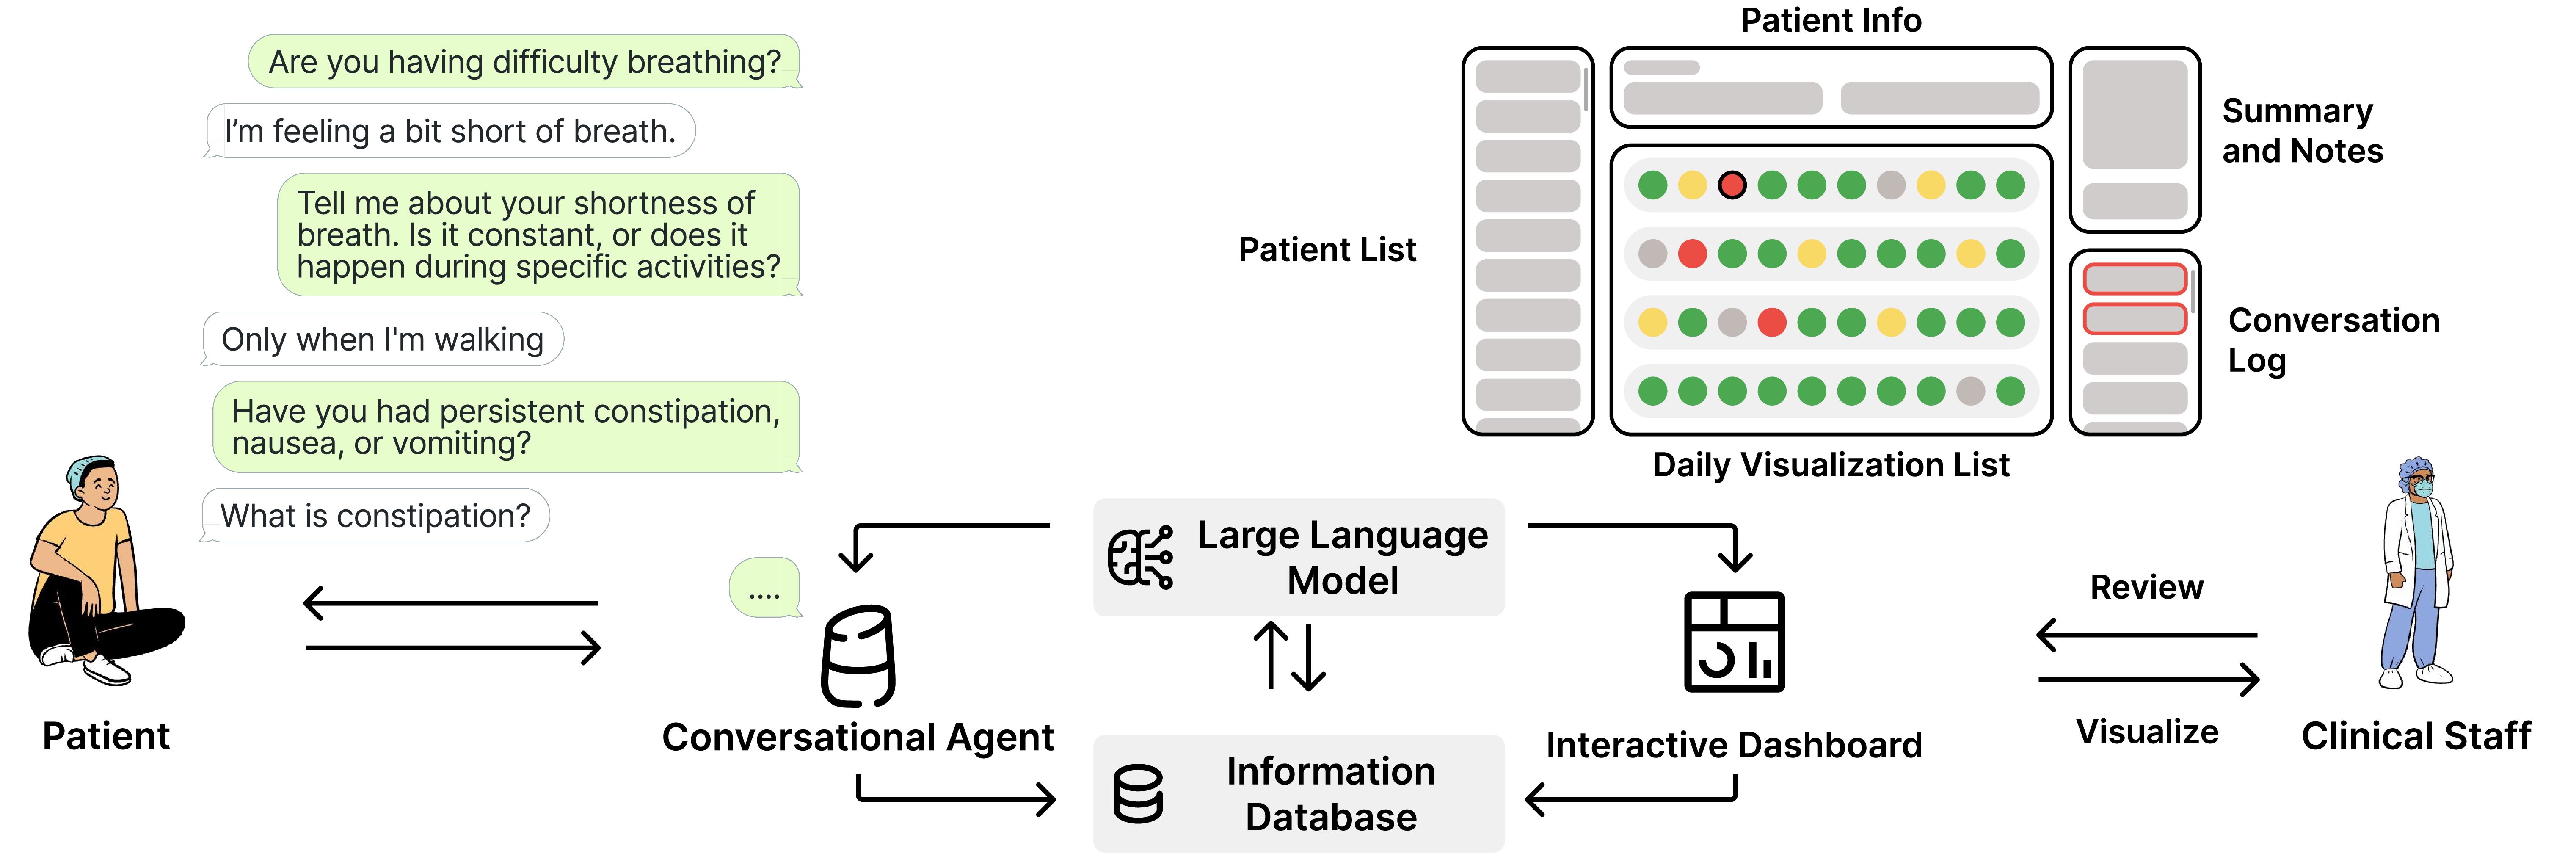 Are you having difficulty breathing?
I’m feeling a bit short of breath.
Tell me about your shortness of
breath. Is it constant, or does it
happen during specific activities?
Only when I'm walking
Have you had persistent constipation,
nausea, or vomiting?
What is constipation?
....
Patient
Conversational Agent
Large Language
Model
Information
Database
Patient Info
Patient List
Summary
and Notes
Conversation
Log
Daily Visualization List
Interactive Dashboard
Review
Visualize
Clinical Staff